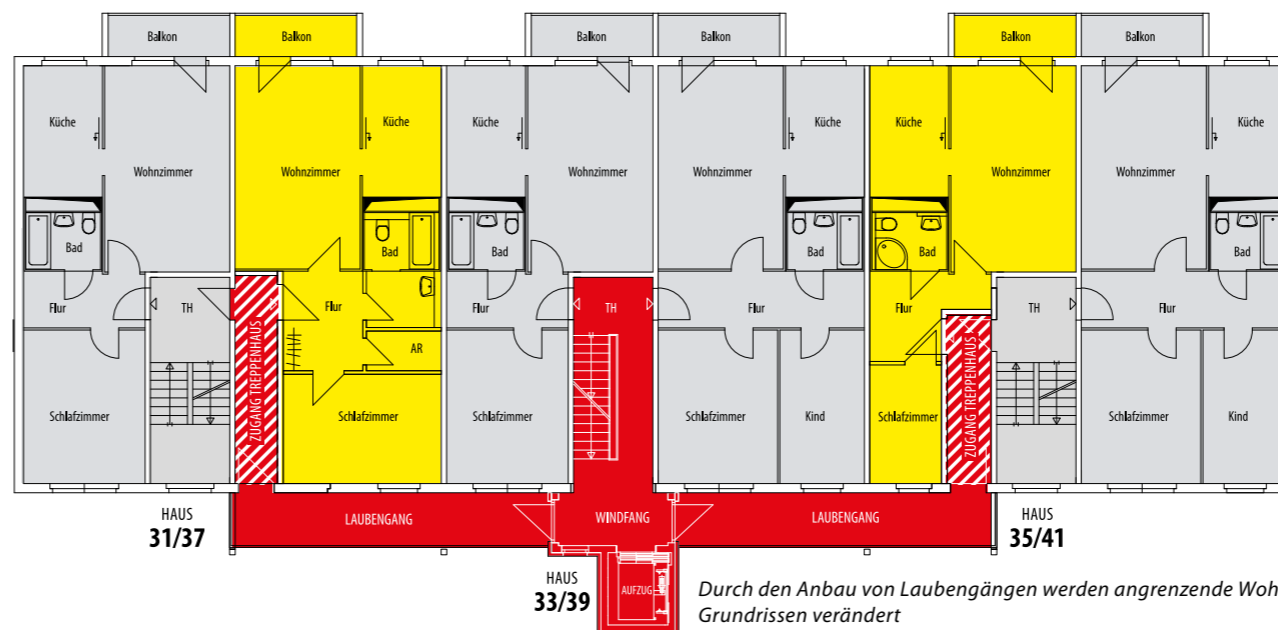 Balkon
Balkon
Balkon
Balkon
Balkon
Balkon
Küche
Wohnzimmer
Wohnzimmer
Küche
Küche
Wohnzimmer
Wohnzimmer
Küche
Küche
Wohnzimmer
Wohnzimmer
Küche
Bad
Bad
Bad
Bad
Bad
Bad
Flur
TH
Flur
Flur
TH
Flur
Flur
TH
Flur
AR
ZUGANG TREPPENHAUS
ZUGANG TREPPENHAUS
Schlafzimmer
Schlafzimmer
Schlafzimmer
Schlafzimmer
Kind
Schlafzimmer
Schlafzimmer
Kind
LAUBENGANG
WINDFANG
LAUBENGANG
HAUS
31/37
HAUS
35/41
HAUS
33/39
AUFZUG
Durch den Anbau von Laubengängen werden angrenzende Woh
Grundrissen verändert